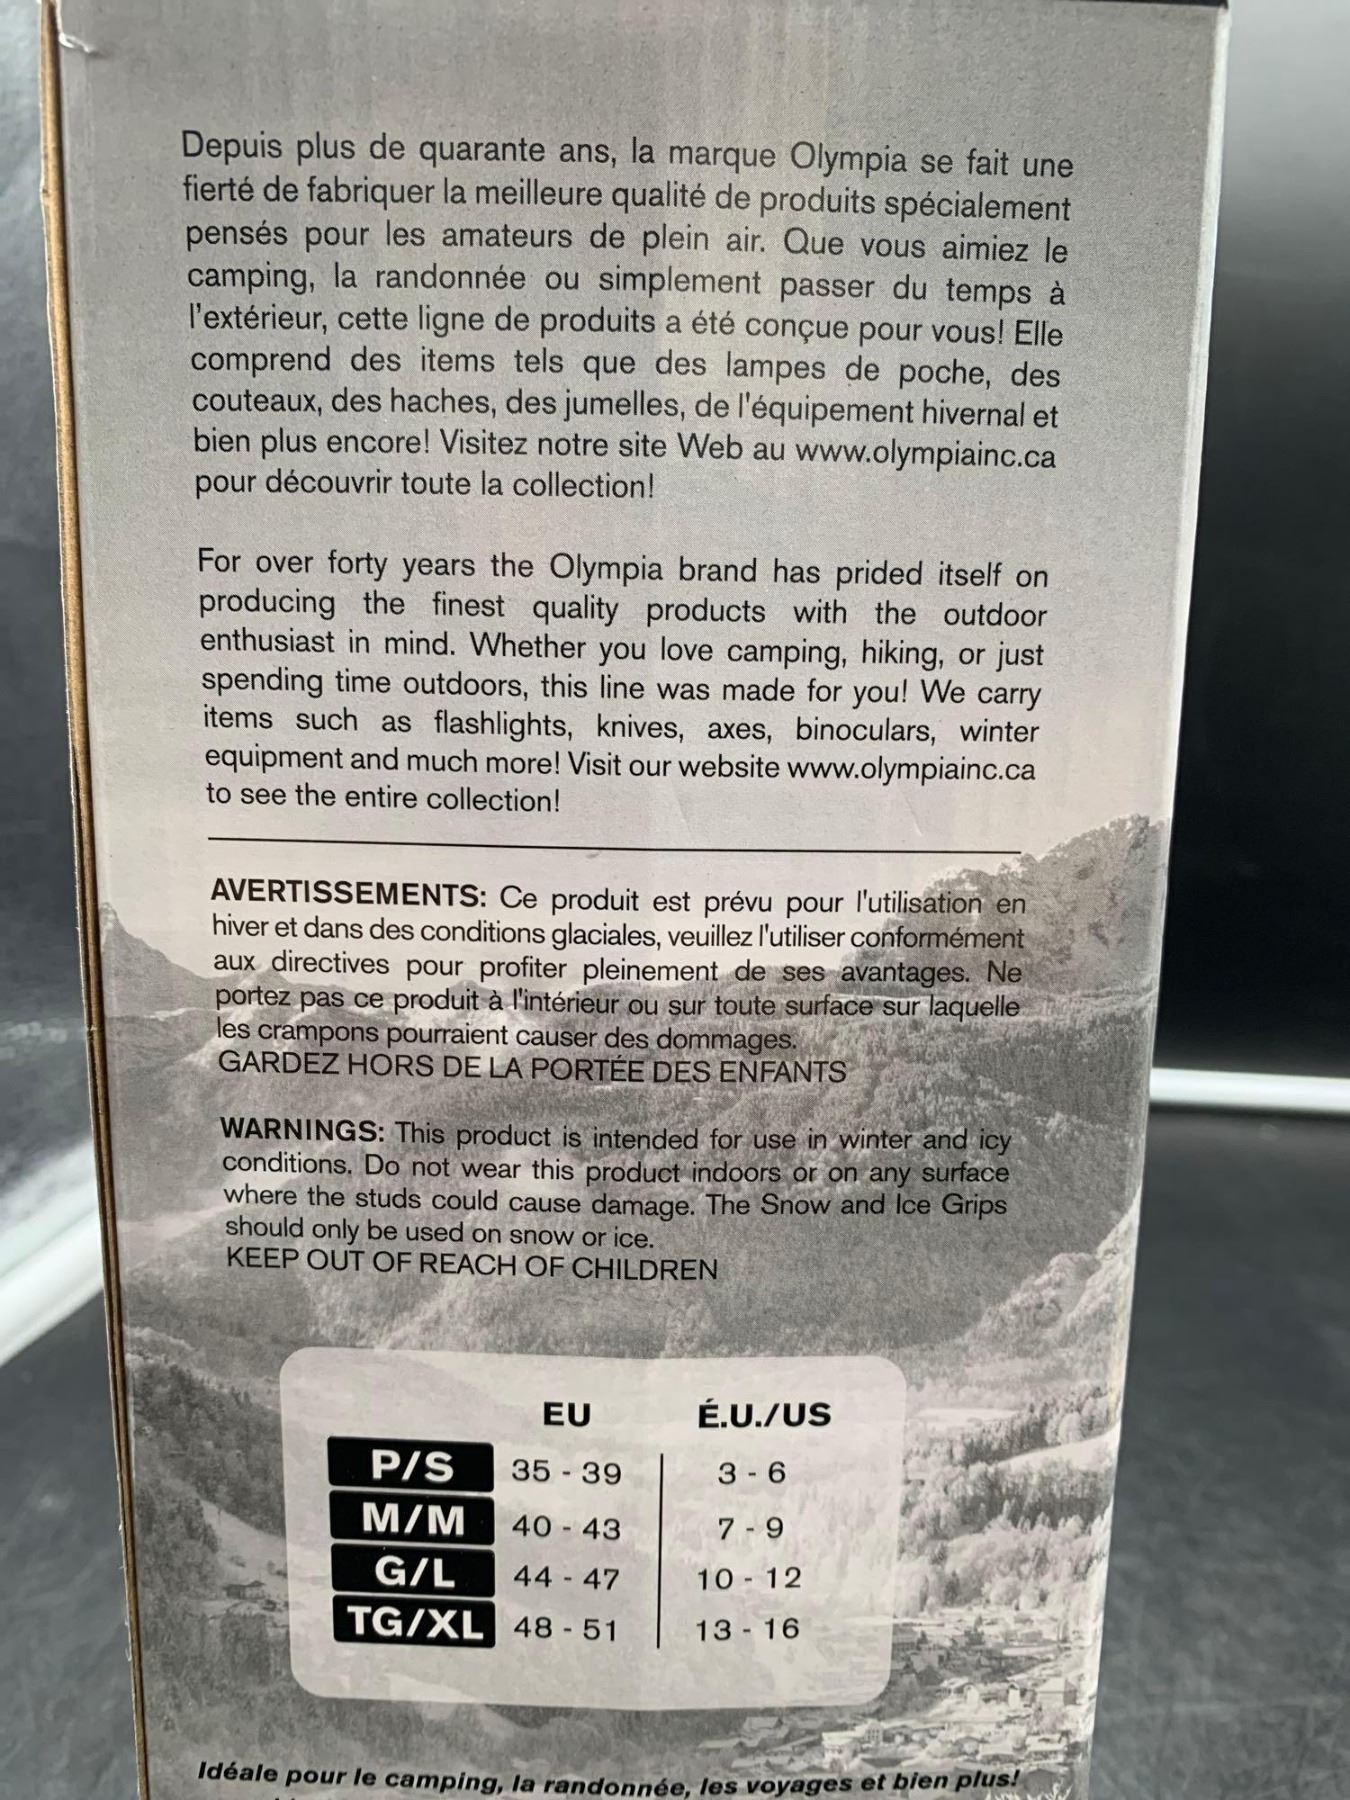 Depuis plus de quarante ans, la marque Olympia se fait une
fierté de fabriquer la meilleure qualité de produits spécialement
pensés pour les amateurs de plein air. Que vous aimiez le
camping, la randonnée ou simplement passer du temps à
l'extérieur, cette ligne de produits a été conçue pour vous! Elle
comprend des items tels que des lampes de poche, des
couteaux, des haches, des jumelles, de l'équipement hivernal et
bien plus encore! Visitez notre site Web au www.olympiainc.ca
pour découvrir toute la collection!
For over forty years the Olympia brand has prided itself on
producing the finest quality products with the outdoor
enthusiast in mind. Whether you love camping, hiking, or just
spending time outdoors, this line was made for you! We carry
items such as flashlights, knives, axes, binoculars, winter
equipment and much more! Visit our website www.olympiainc.ca
to see the entire collection!
AVERTISSEMENTS: Ce produit est prévu pour l'utilisation en
hiver et dans des conditions glaciales, veuillez l'utiliser conformément
aux directives pour profiter pleinement de ses avantages. Ne
portez pas ce produit à l'intérieur ou sur toute surface sur laquelle
les crampons pourraient causer des dommages.
GARDEZ HORS DE LA PORTÉE DES ENFANTS
WARNINGS: This product is intended for use in winter and icy
conditions. Do not wear this product indoors or on any surface
where the studs could cause damage. The Snow and Ice Grips
should only be used on snow or ice.
KEEP OUT OF REACH OF CHILDREN
EU É.U./US
P/S 35 - 39 3 - 6
M/M 40 - 43 7 - 9
G/L 44 - 47 10 - 12
TG/XL 48 - 51 13 - 16
Idéale pour le camping, la randonnée, les voyages et bien plus!